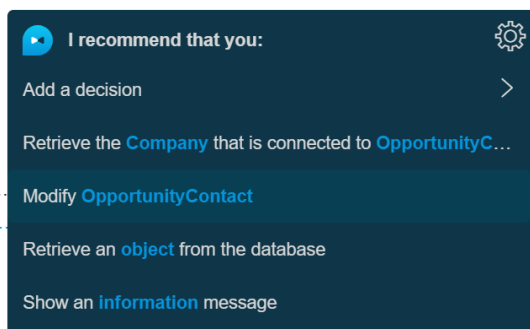 I recommend that you:
Add a decision
Retrieve the Company that is connected to OpportunityC...
Modify OpportunityContact
Retrieve an object from the database
Show an information message